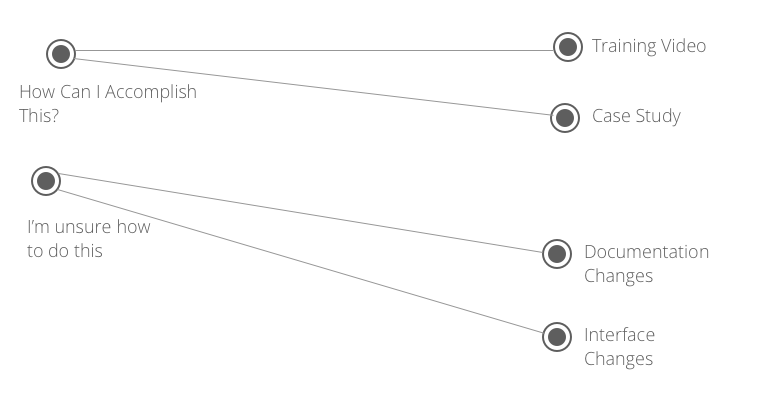 Training Video
How Can I Accomplish
This?
Case Study
I'm unsure how
to do this
Documentation
Changes
Interface
Changes